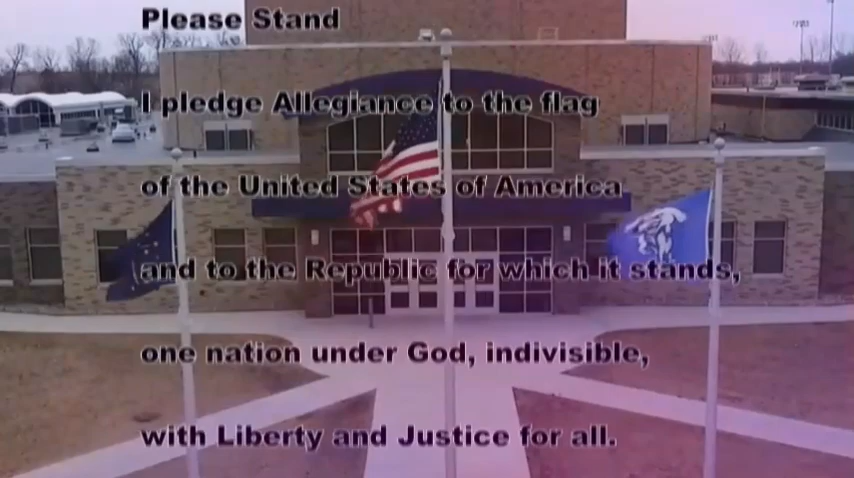 Please Stand
I pledge Allegiance to the flag
of the United States of America
and to the Republic for which it stands,
one nation under God, indivisible,
with Liberty and Justice for all.